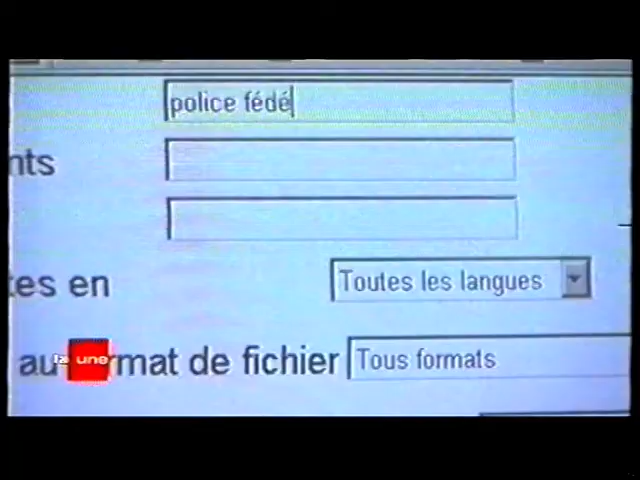 police fédé
nts
tes en
Toutes les langues
au
la une
rmat de fichier
Tous formats